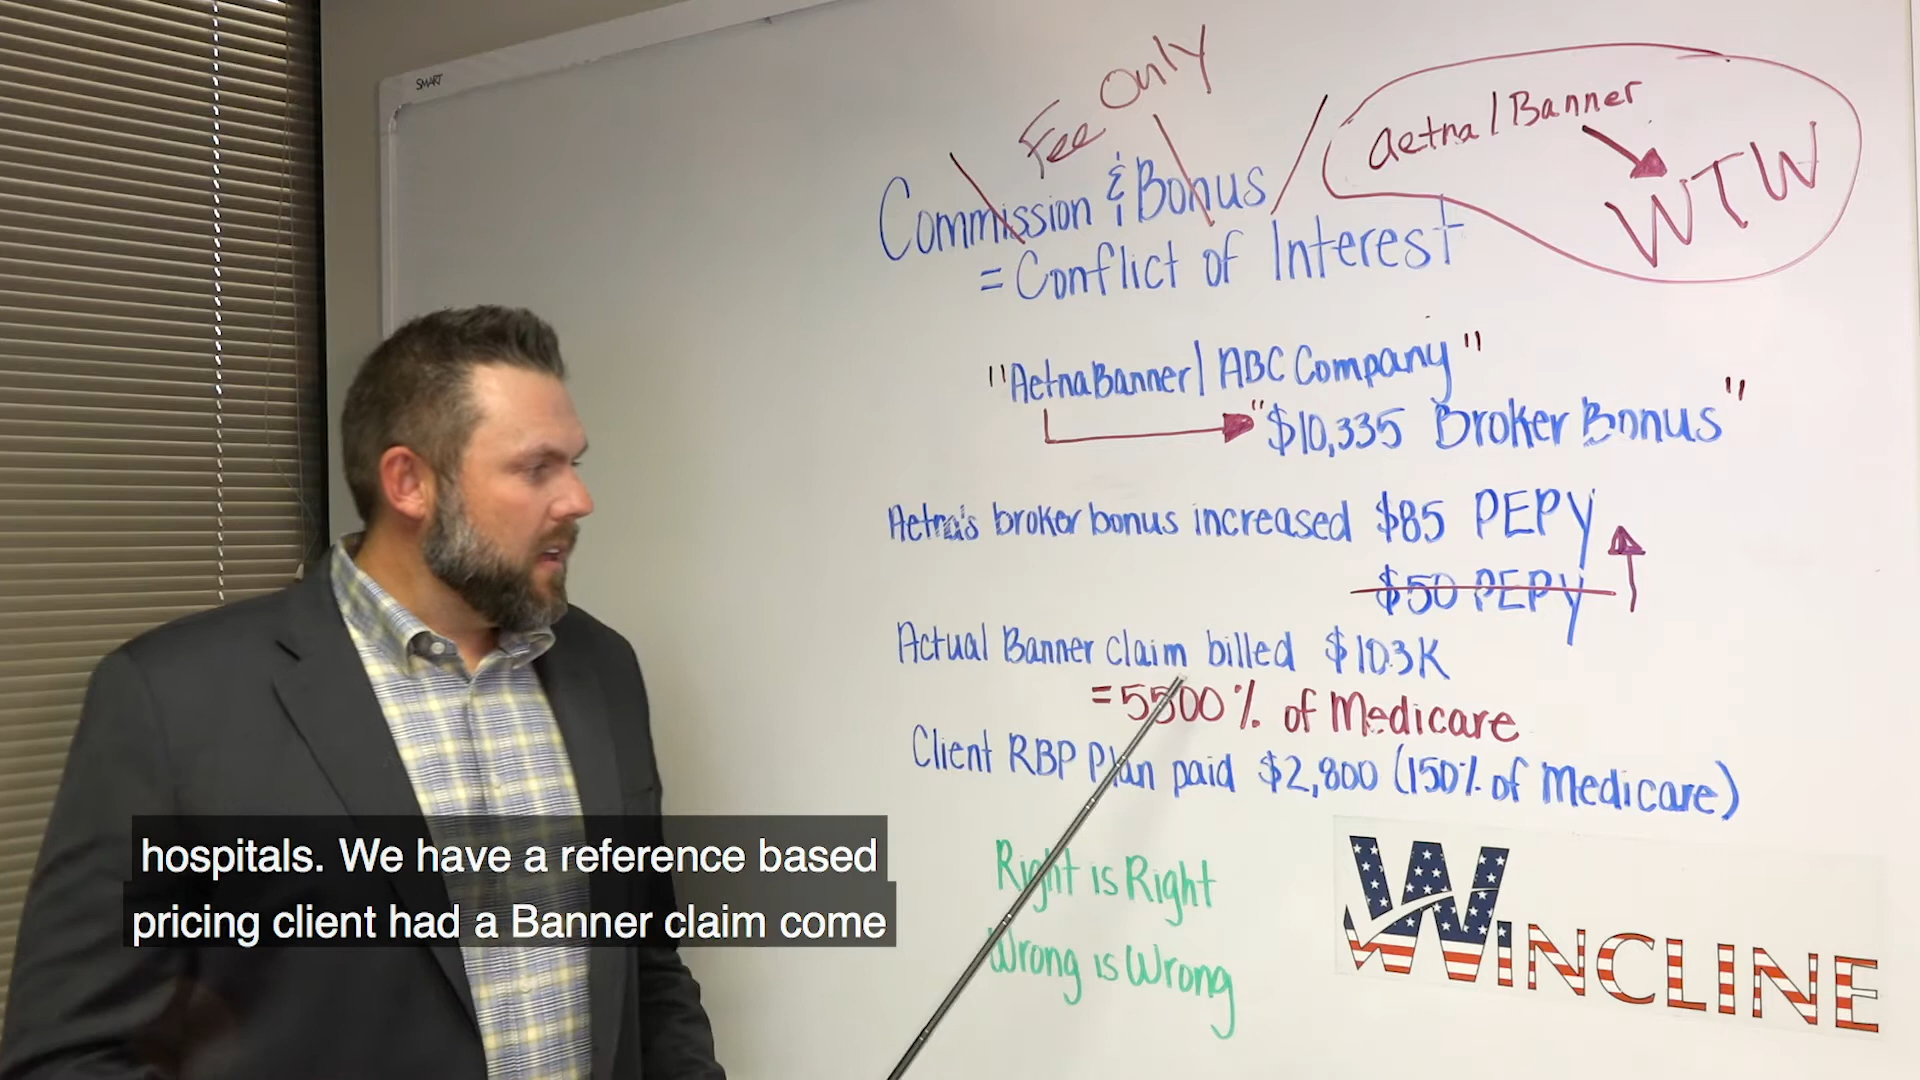 SMART
Fee Only
Aetna | Banner
WTW
Commission & Bonus
= Conflict of Interest
"AetnaBanner | ABC Company"
"$10,335 Broker Bonus"
Aetna's broker bonus increased $85 PEPY
$50 PEPY
Actual Banner claim billed $103K
= 5500% of Medicare
Client RBP Plan paid $2,800 (150% of Medicare)
Right is Right
Wrong is Wrong
WINCLINE
hospitals. We have a reference based
pricing client had a Banner claim come